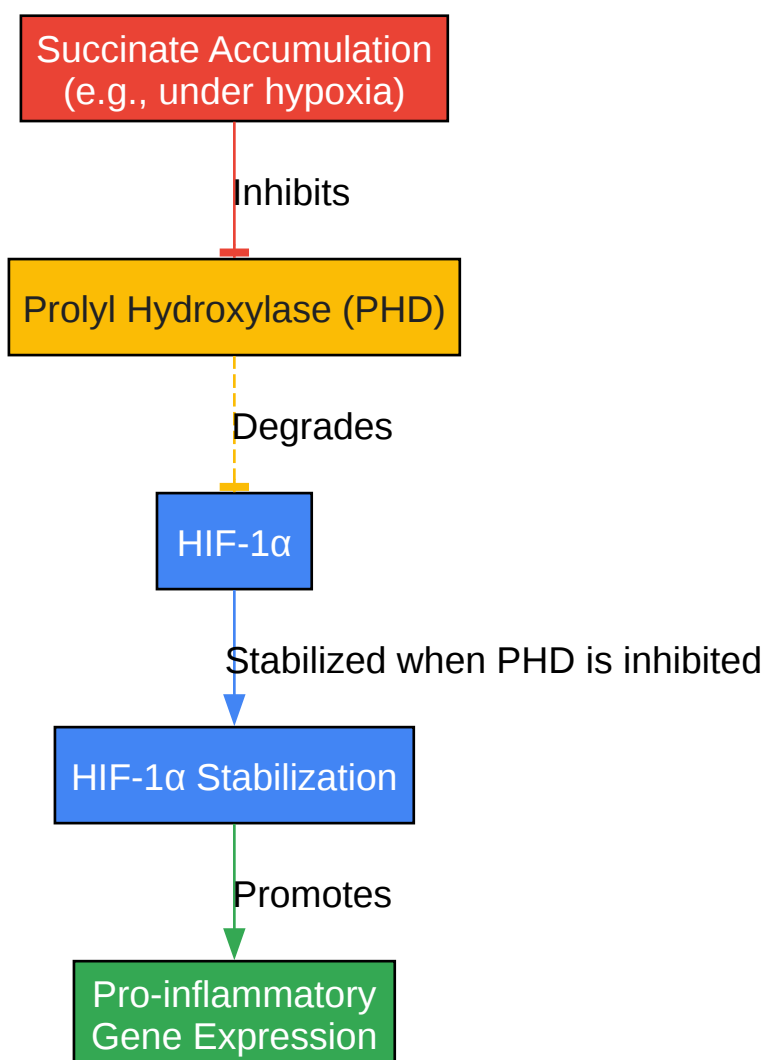 Succinate Accumulation
(e.g., under hypoxia)
Inhibits
Prolyl Hydroxylase (PHD)
Degrades
HIF-1α
Stabilized when PHD is inhibited
HIF-1α Stabilization
Promotes
Pro-inflammatory
Gene Expression